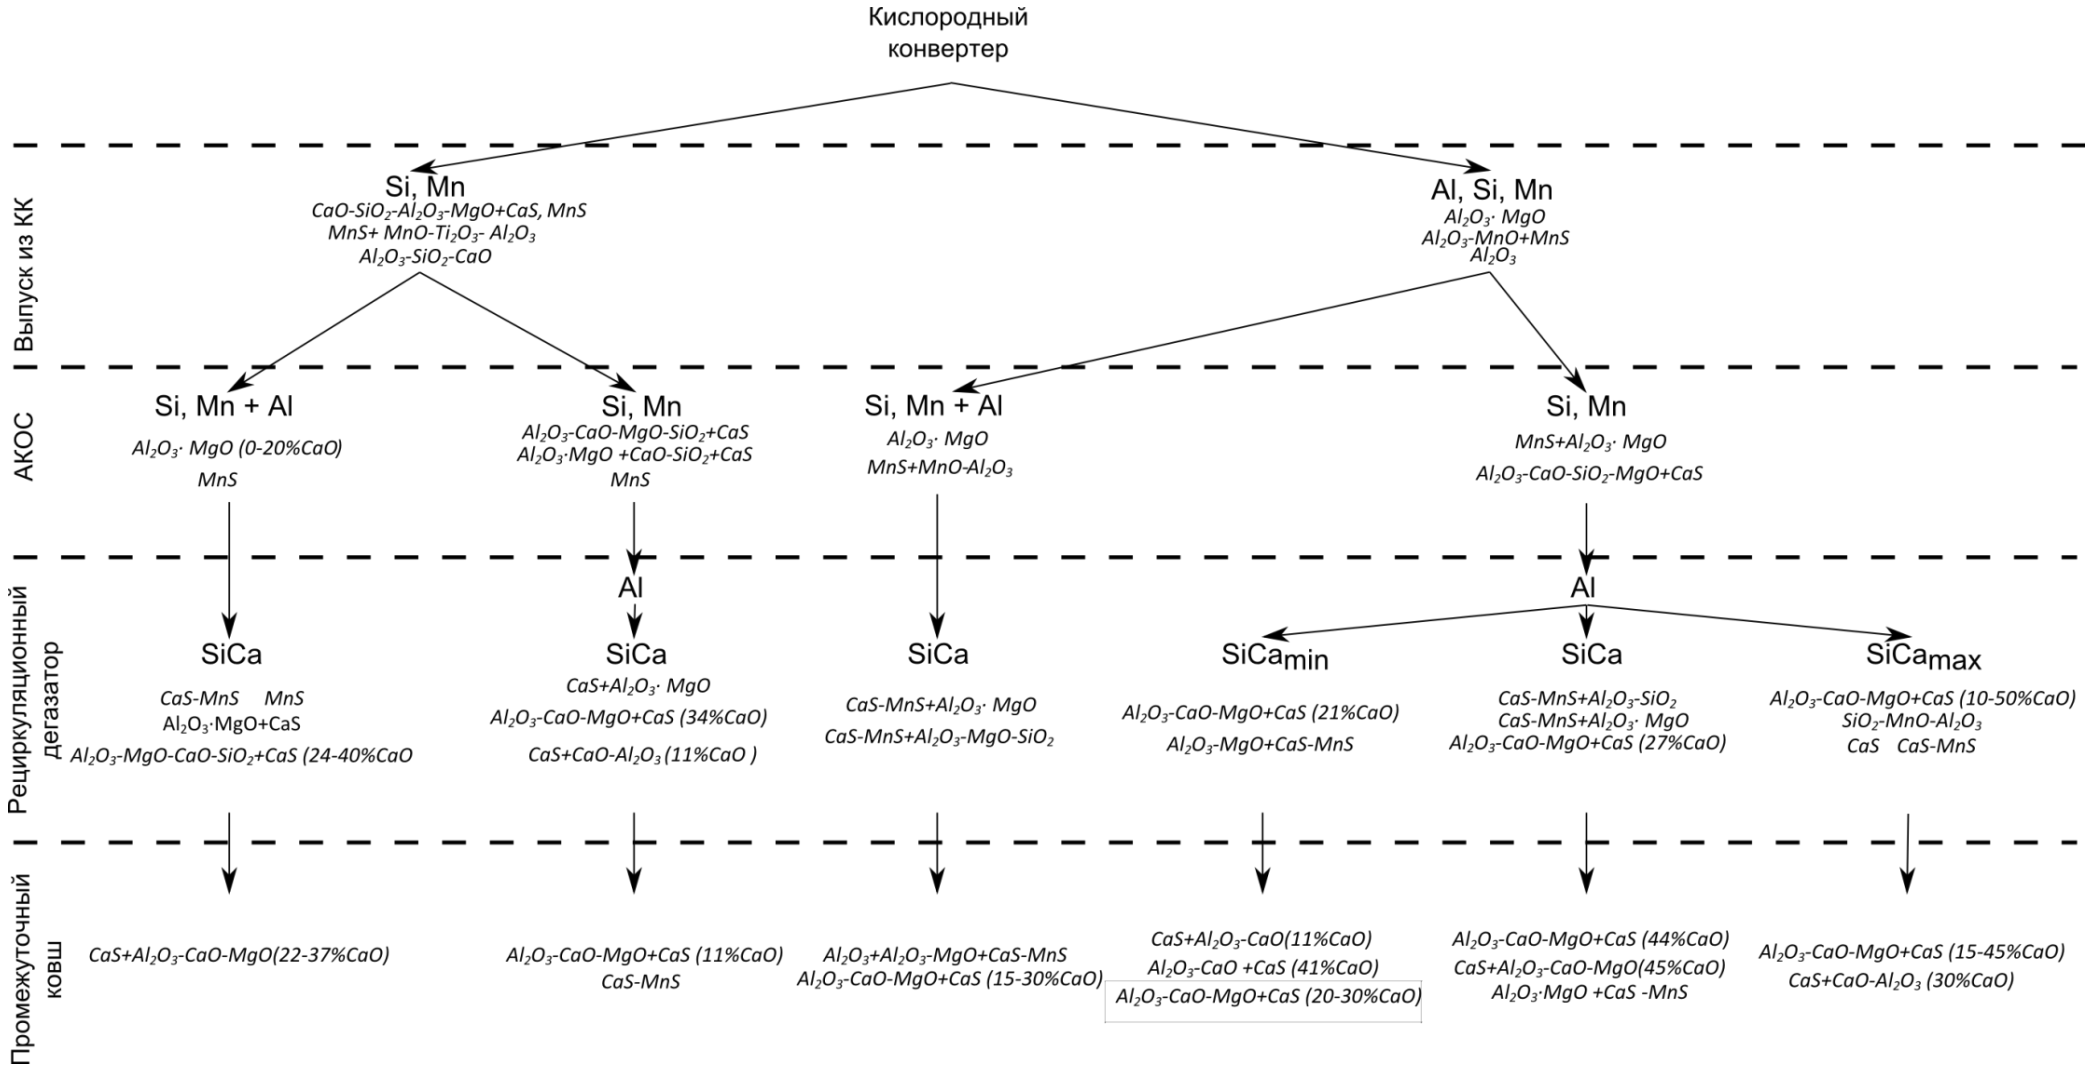 Кислородный
конвертер
Выпуск из КК
Si, Mn
CaO-SiO₂-Al₂O₃-MgO+CaS, MnS
MnS+ MnO-Ti₂O₃- Al₂O₃
Al₂O₃-SiO₂-CaO
Al, Si, Mn
Al₂O₃· MgO
Al₂O₃-MnO+MnS
Al₂O₃
АКОС
Si, Mn + Al
Al₂O₃· MgO (0-20%CaO)
MnS
Si, Mn
Al₂O₃-CaO-MgO-SiO₂+CaS
Al₂O₃·MgO +CaO-SiO₂+CaS
MnS
Si, Mn + Al
Al₂O₃· MgO
MnS+MnO-Al₂O₃
Si, Mn
MnS+Al₂O₃· MgO
Al₂O₃-CaO-SiO₂-MgO+CaS
Рециркуляционный
дегазатор
Al
Al
SiCa
CaS-MnS MnS
Al₂O₃·MgO+CaS
Al₂O₃-MgO-CaO-SiO₂+CaS (24-40%CaO
SiCa
CaS+Al₂O₃· MgO
Al₂O₃-CaO-MgO+CaS (34%CaO)
CaS+CaO-Al₂O₃ (11%CaO )
SiCa
CaS-MnS+Al₂O₃· MgO
CaS-MnS+Al₂O₃-MgO-SiO₂
SiCamin
Al₂O₃-CaO-MgO+CaS (21%CaO)
Al₂O₃-MgO+CaS-MnS
SiCa
CaS-MnS+Al₂O₃-SiO₂
CaS-MnS+Al₂O₃· MgO
Al₂O₃-CaO-MgO+CaS (27%CaO)
SiCamax
Al₂O₃-CaO-MgO+CaS (10-50%CaO)
SiO₂-MnO-Al₂O₃
CaS CaS-MnS
Промежуточный
ковш
CaS+Al₂O₃-CaO-MgO(22-37%CaO)
Al₂O₃-CaO-MgO+CaS (11%CaO)
CaS-MnS
Al₂O₃+Al₂O₃-MgO+CaS-MnS
Al₂O₃-CaO-MgO+CaS (15-30%CaO)
CaS+Al₂O₃-CaO(11%CaO)
Al₂O₃-CaO +CaS (41%CaO)
Al₂O₃-CaO-MgO+CaS (20-30%CaO)
Al₂O₃-CaO-MgO+CaS (44%CaO)
CaS+Al₂O₃-CaO-MgO(45%CaO)
Al₂O₃·MgO +CaS -MnS
Al₂O₃-CaO-MgO+CaS (15-45%CaO)
CaS+CaO-Al₂O₃ (30%CaO)